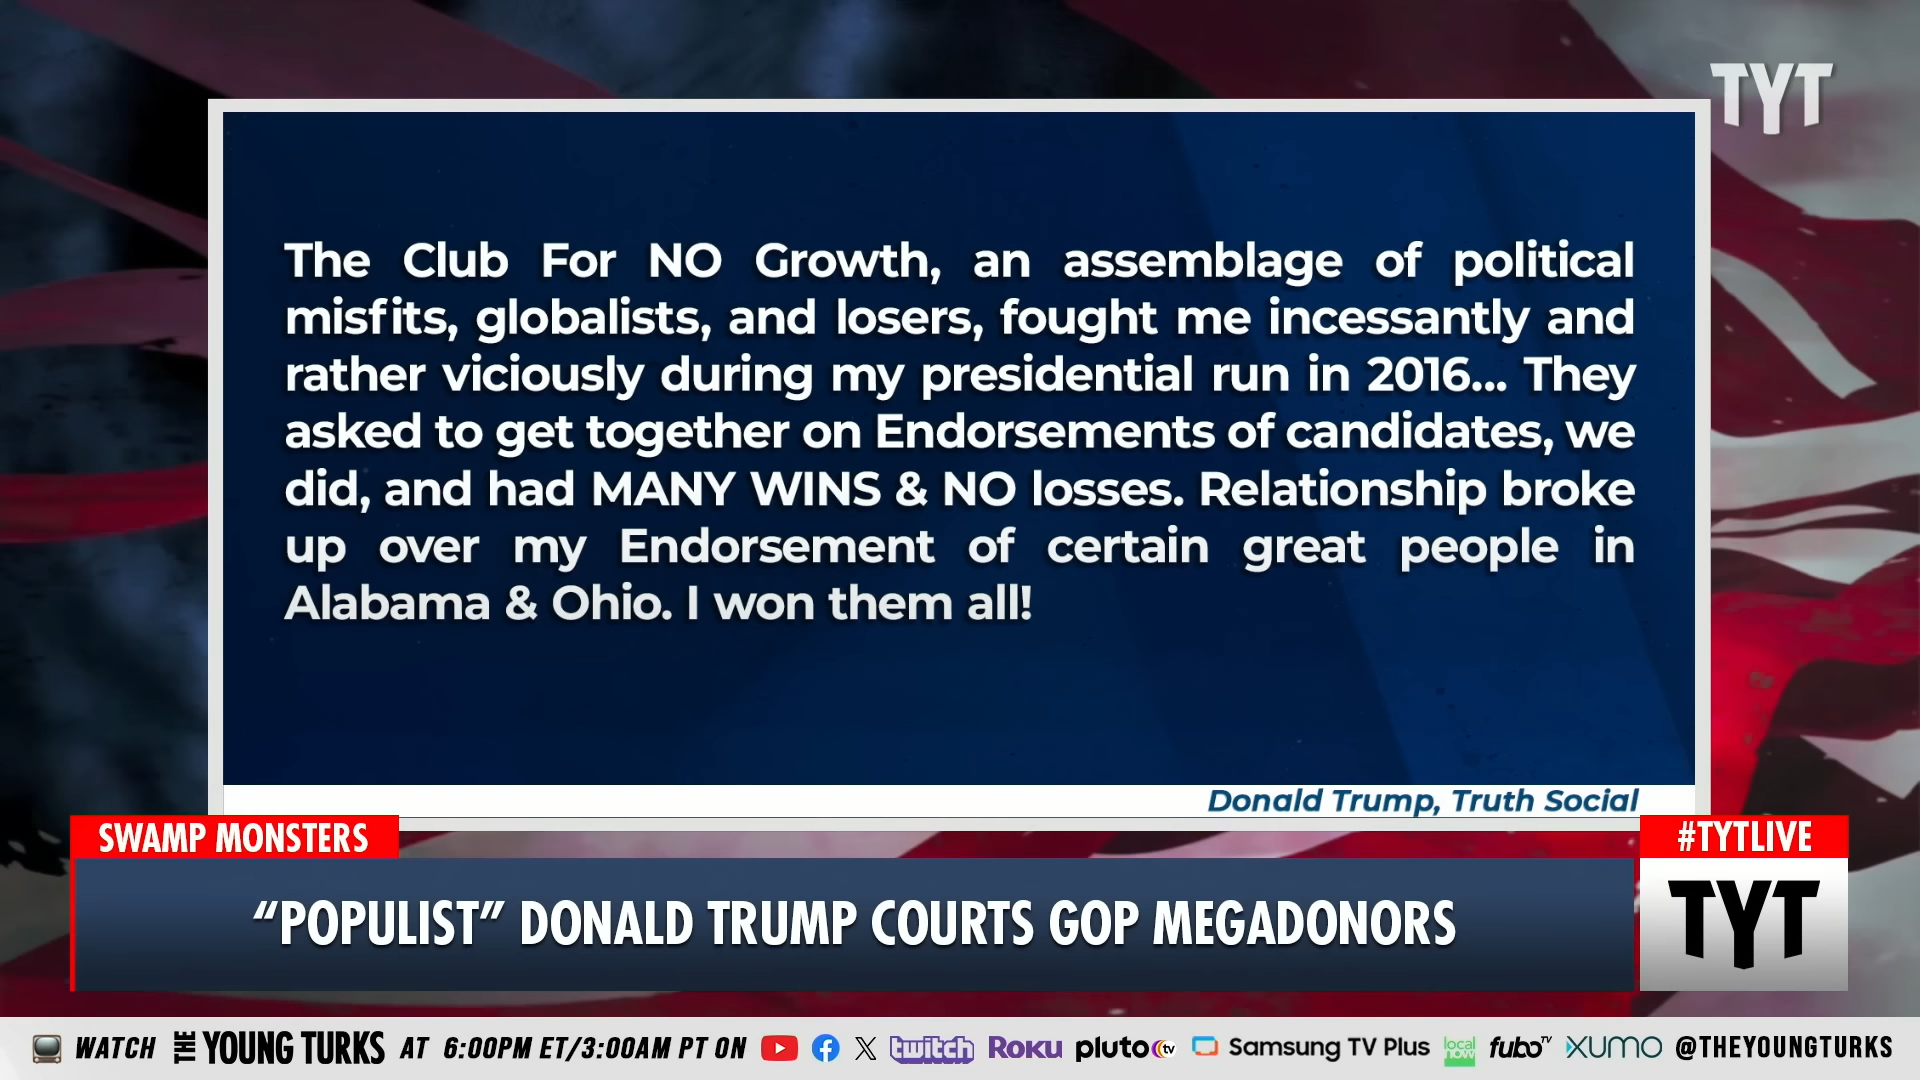 TYT
The Club For NO Growth, an assemblage of political
misfits, globalists, and losers, fought me incessantly and
rather viciously during my presidential run in 2016... They
asked to get together on Endorsements of candidates, we
did, and had MANY WINS & NO losses. Relationship broke
up over my Endorsement of certain great people in
Alabama & Ohio. I won them all!
Donald Trump, Truth Social
SWAMP MONSTERS
#TYTLIVE
“POPULIST” DONALD TRUMP COURTS GOP MEGADONORS
TYT
WATCH THE YOUNG TURKS AT 6:00PM ET/3:00AM PT ON twitch ROKU pluto tv SAMSUNG TV Plus local now fubo TV XUMO @THEYOUNGTURKS